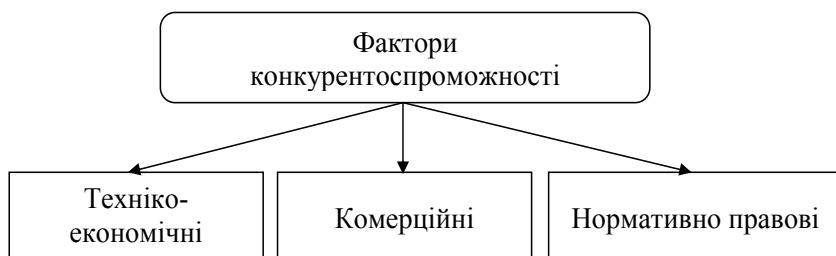 Фактори
конкурентоспроможності
Техніко-
економічні
Комерційні
Нормативно правові